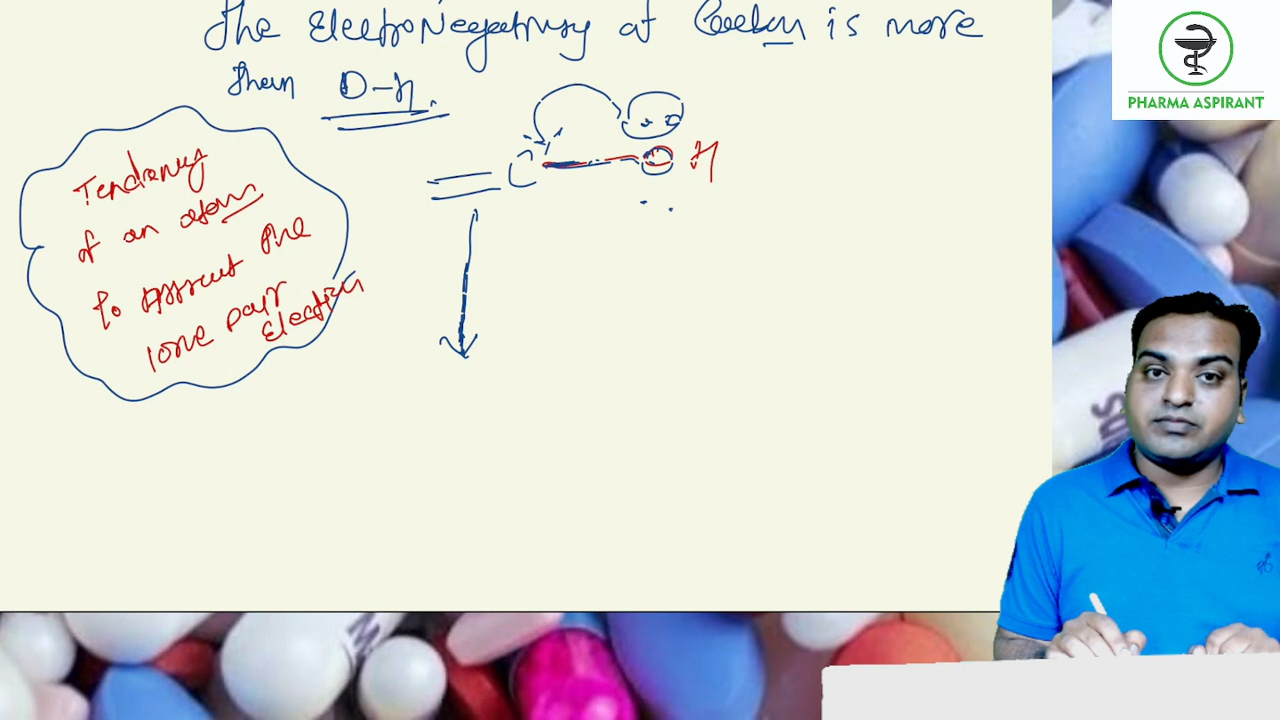 The ElectroNegativity of Carbon is more
than O-H.
PHARMA ASPIRANT
Tendency
of an atom
to Attract the
lone pair
Electron
=C-O H